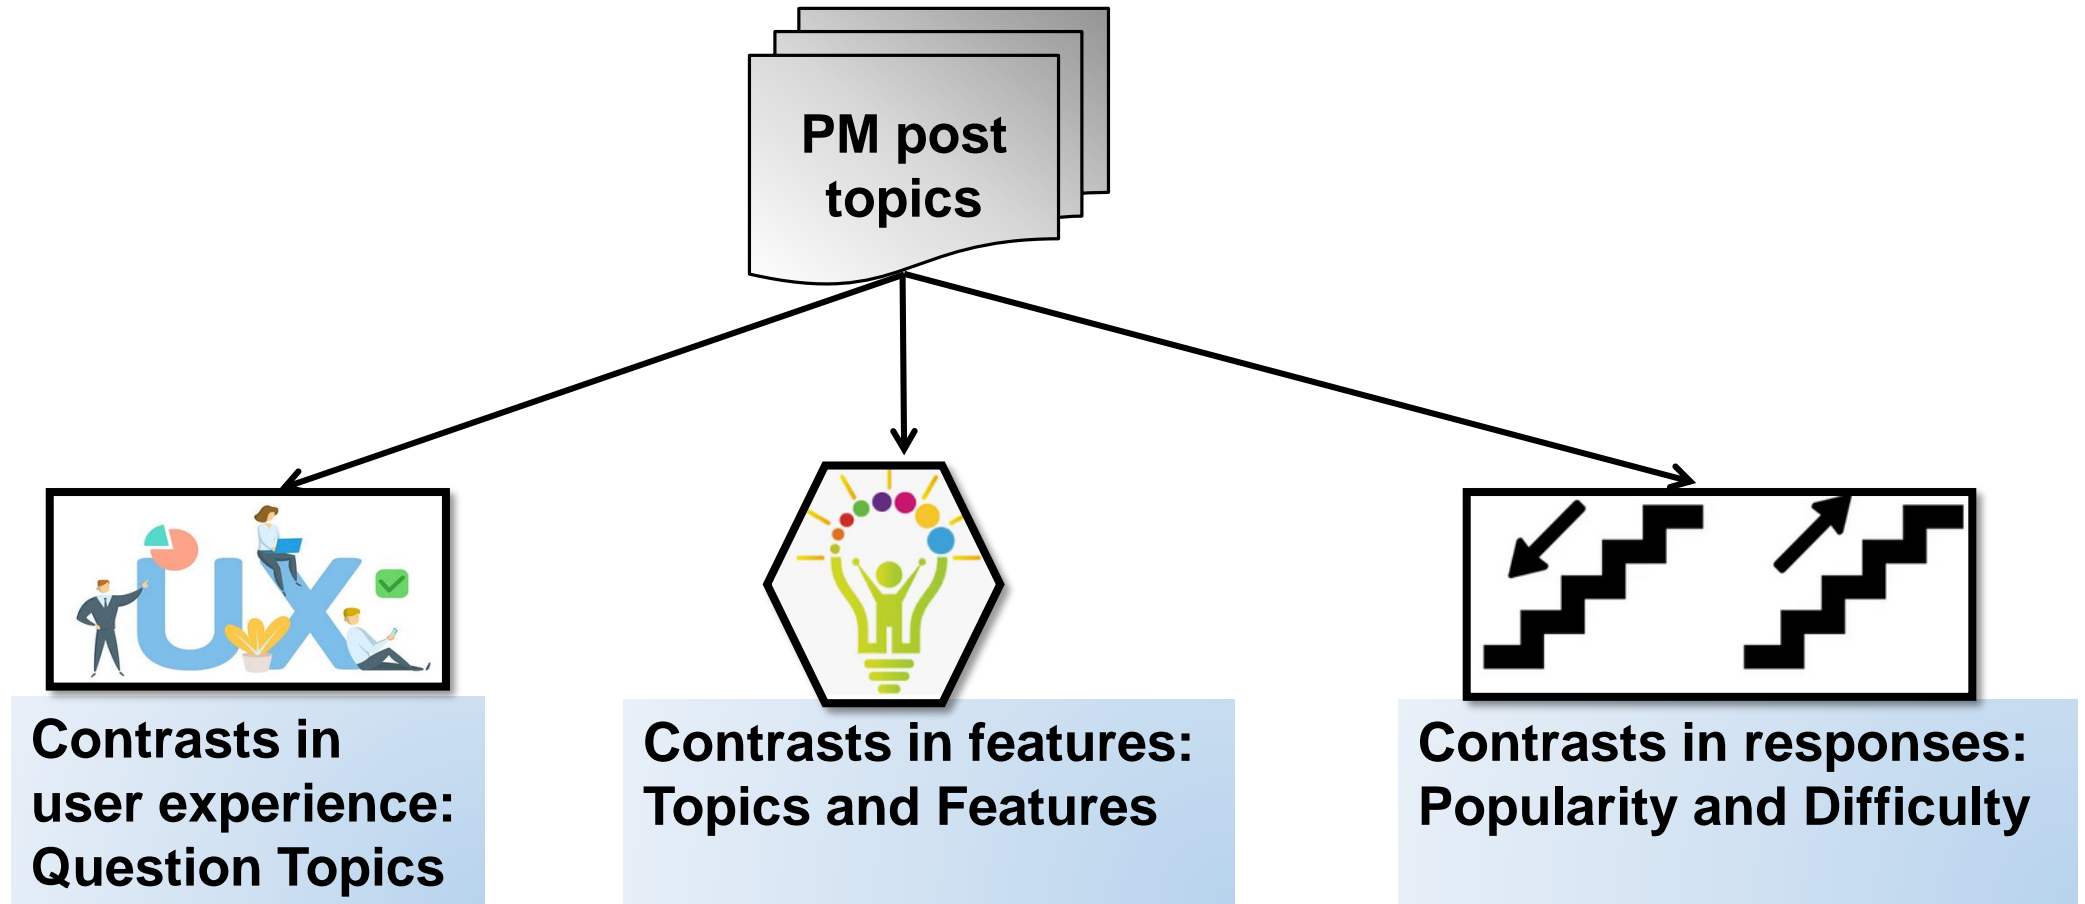 PM post
topics
UX
Contrasts in
user experience:
Question Topics
Contrasts in features:
Topics and Features
Contrasts in responses:
Popularity and Difficulty